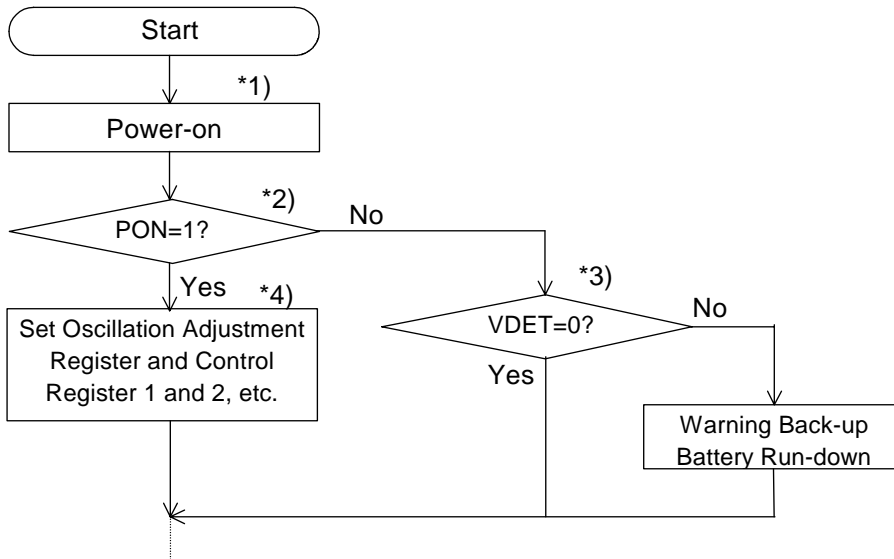 Start
*1)
Power-on
*2)
No
PON=1?
*3)
Yes
*4)
No
VDET=0?
Set Oscillation Adjustment
Register and Control
Register 1 and 2, etc.
Yes
Warning Back-up
Battery Run-down